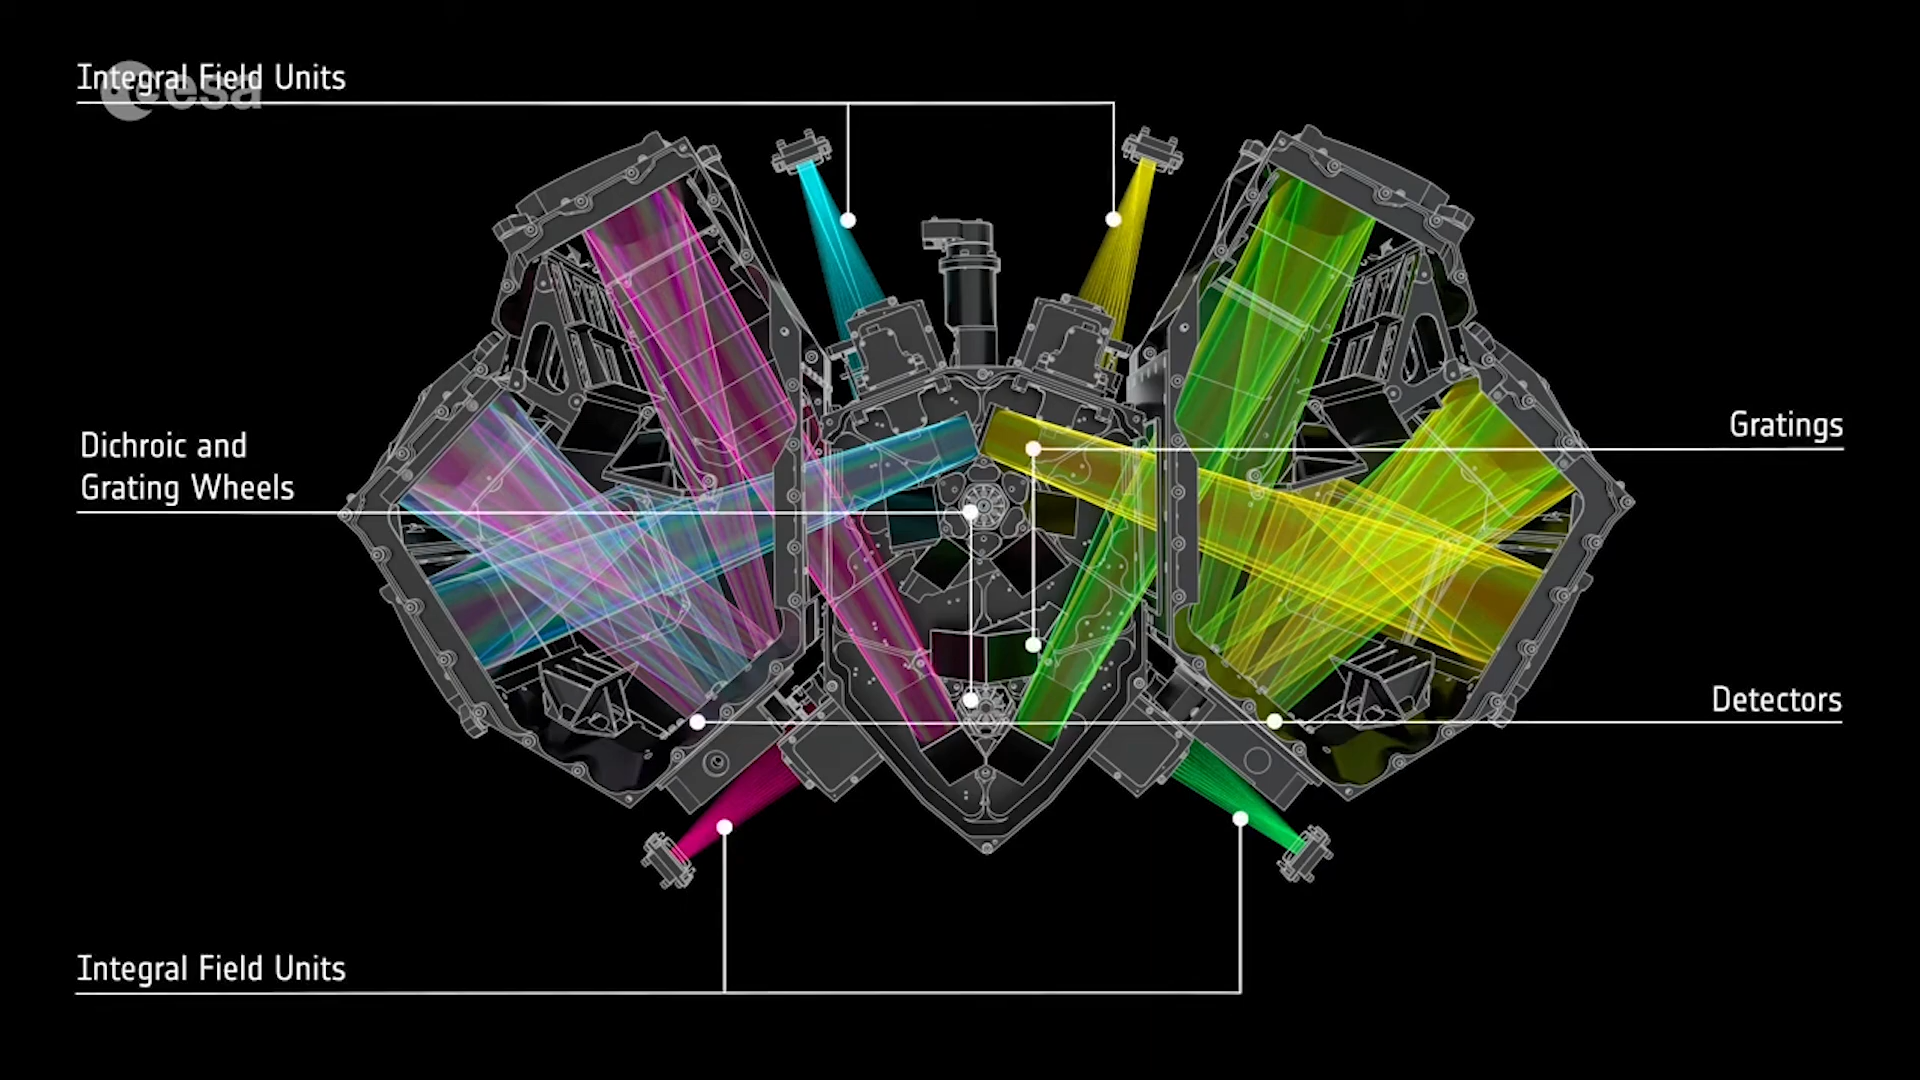 Integral Field Units
esa
Dichroic and
Grating Wheels
Gratings
Detectors
Integral Field Units